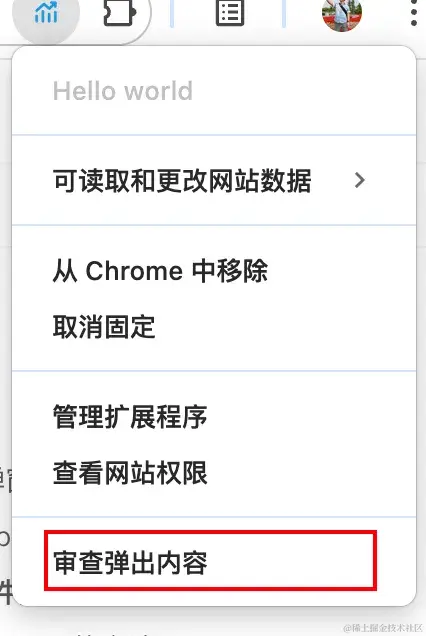 Hello world
可读取和更改网站数据
从 Chrome 中移除
取消固定
管理扩展程序
查看网站权限
审查弹出内容
@稀土掘金技术社区